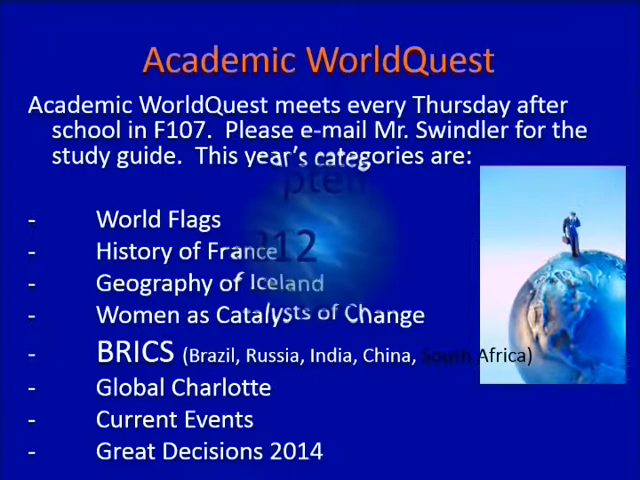 Academic WorldQuest
Academic WorldQuest meets every Thursday after
school in F107. Please e-mail Mr. Swindler for the
study guide. This year's categories are:
- World Flags
- History of France
- Geography of Iceland
- Women as Catalysts of Change
- BRICS (Brazil, Russia, India, China, South Africa)
- Global Charlotte
- Current Events
- Great Decisions 2014